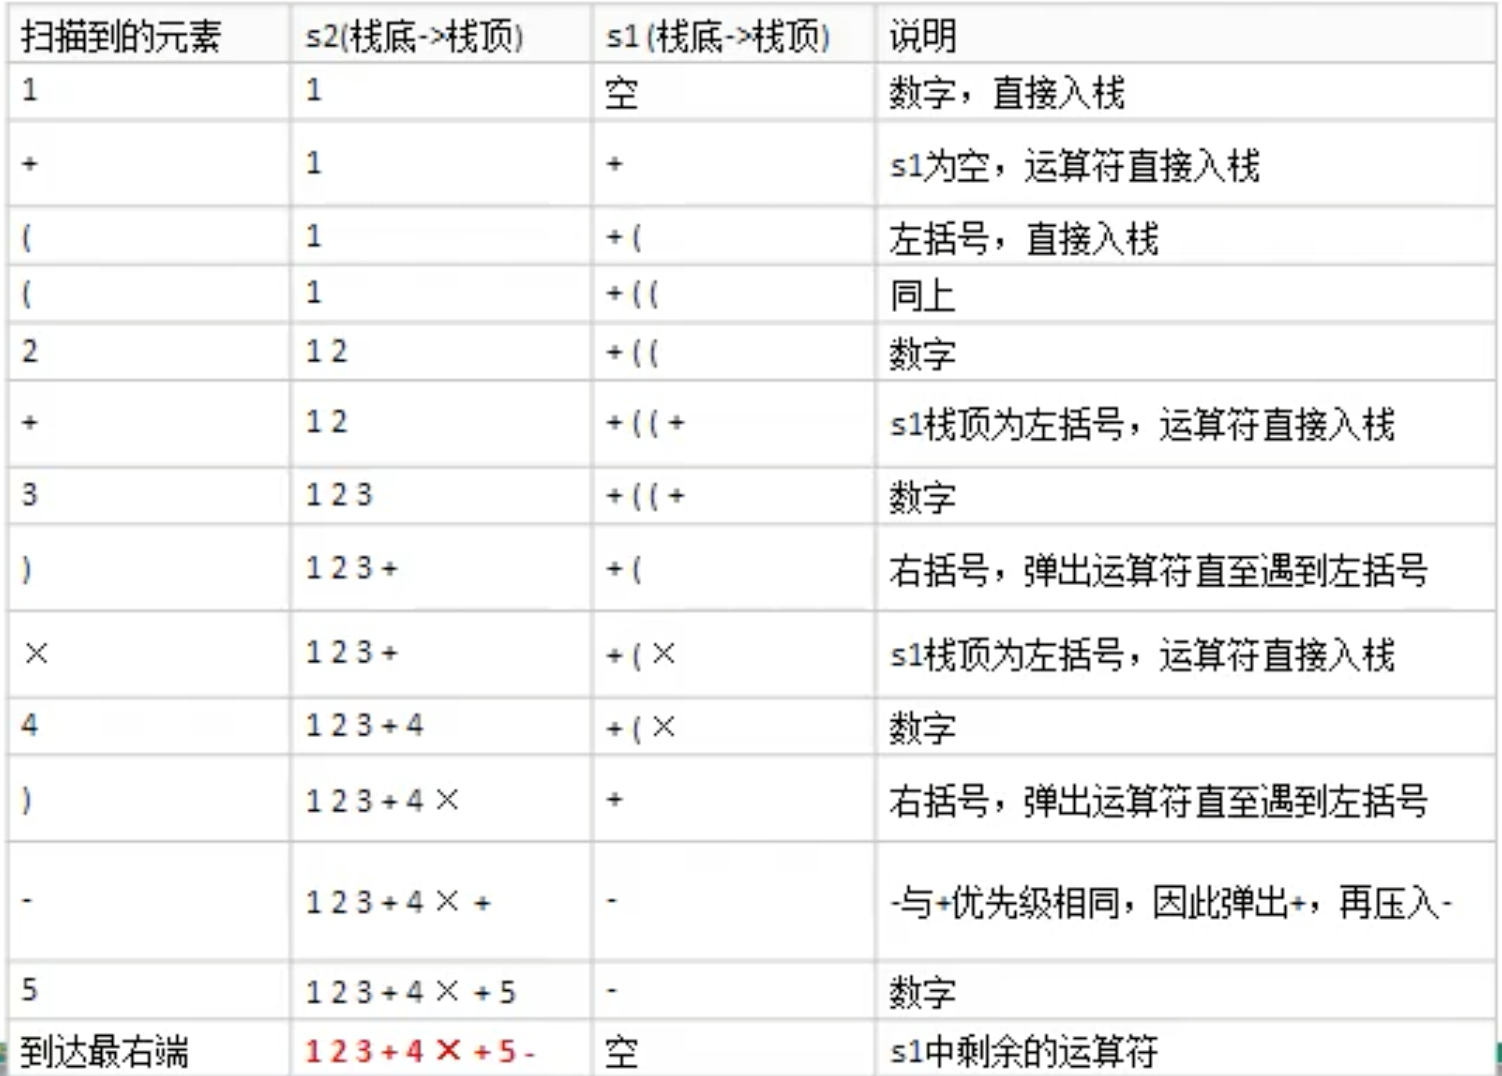 扫描到的元素 s2(栈底->栈顶) s1(栈底->栈顶) 说明
1 1 空 数字，直接入栈
+ 1 + s1为空，运算符直接入栈
( 1 + ( 左括号，直接入栈
( 1 + ( ( 同上
2 1 2 + ( ( 数字
+ 1 2 + ( ( + s1栈顶为左括号，运算符直接入栈
3 1 2 3 + ( ( + 数字
) 1 2 3 + + ( 右括号，弹出运算符直至遇到左括号
× 1 2 3 + + ( × s1栈顶为左括号，运算符直接入栈
4 1 2 3 + 4 + ( × 数字
) 1 2 3 + 4 × + 右括号，弹出运算符直至遇到左括号
- 1 2 3 + 4 × + - -与+优先级相同，因此弹出+，再压入-
5 1 2 3 + 4 × + 5 - 数字
到达最右端 1 2 3 + 4 × + 5 - 空 s1中剩余的运算符